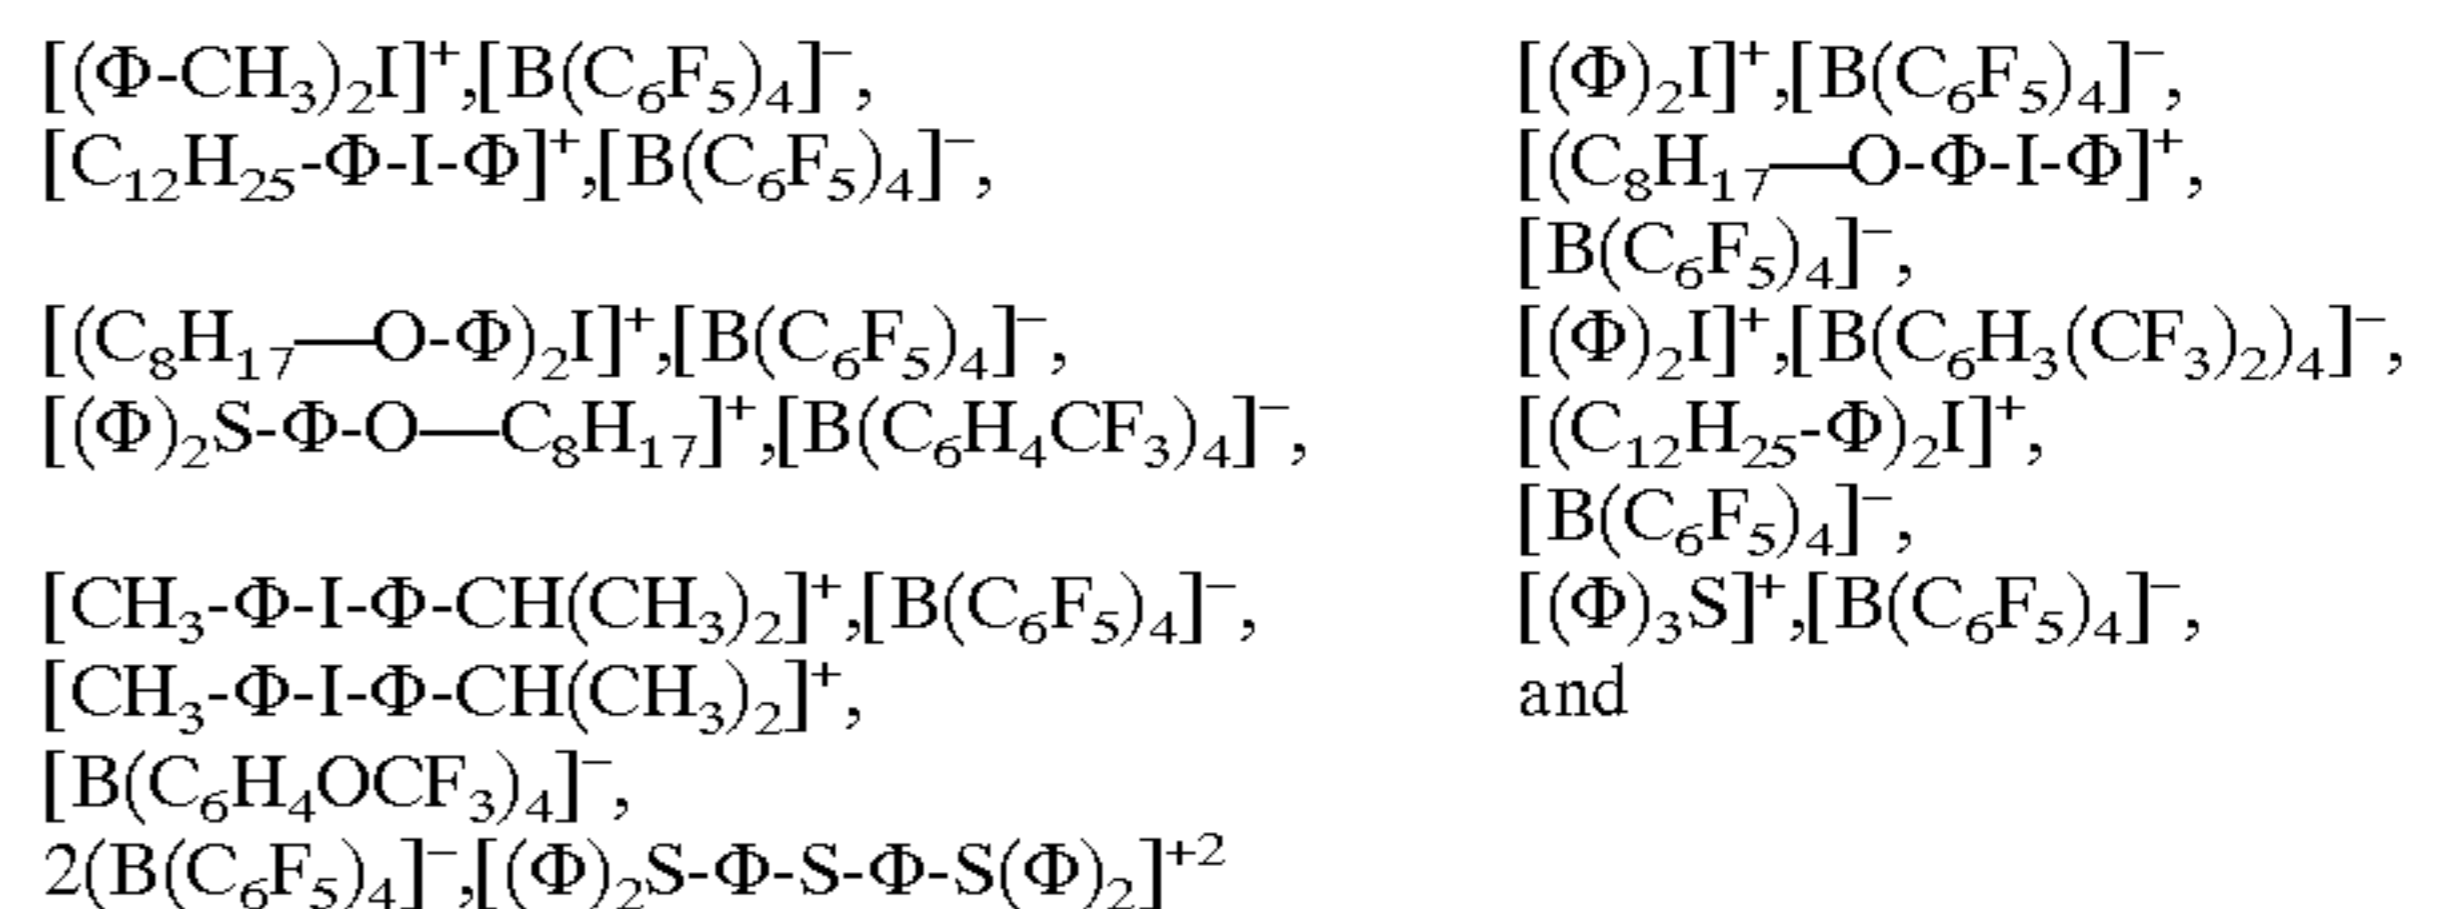 [(Φ-CH₃)₂I]⁺,[B(C₆F₅)₄]⁻, [(Φ)₂I]⁺,[B(C₆F₅)₄]⁻,
[C₁₂H₂₅-Φ-I-Φ]⁺,[B(C₆F₅)₄]⁻, [(C₈H₁₇—O-Φ-I-Φ]⁺,
[B(C₆F₅)₄]⁻,
[(C₈H₁₇—O-Φ)₂I]⁺,[B(C₆F₅)₄]⁻, [(Φ)₂I]⁺,[B(C₆H₃(CF₃)₂)₄]⁻,
[(Φ)₂S-Φ-O—C₈H₁₇]⁺,[B(C₆H₄CF₃)₄]⁻, [(C₁₂H₂₅-Φ)₂I]⁺,
[B(C₆F₅)₄]⁻,
[CH₃-Φ-I-Φ-CH(CH₃)₂]⁺,[B(C₆F₅)₄]⁻, [(Φ)₃S]⁺,[B(C₆F₅)₄]⁻,
[CH₃-Φ-I-Φ-CH(CH₃)₂]⁺, and
[B(C₆H₄OCF₃)₄]⁻,
2(B(C₆F₅)₄]⁻,[(Φ)₂S-Φ-S-Φ-S(Φ)₂]⁺²